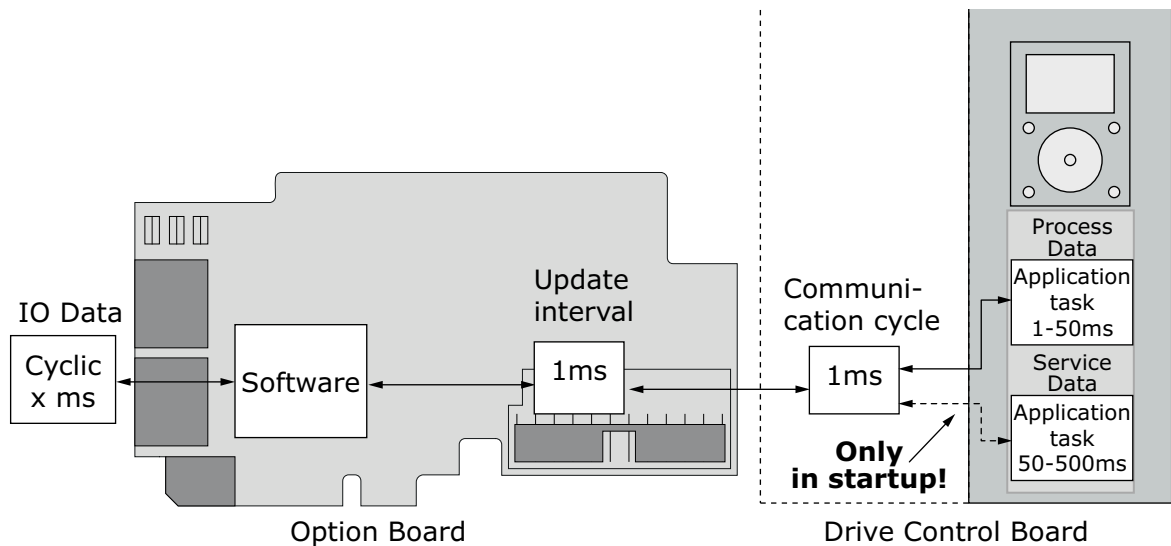 IO Data
Cyclic
x ms
Software
Update
interval
1ms
Communi-
cation cycle
1ms
Only
in startup!
Process
Data
Application
task
1-50ms
Service
Data
Application
task
50-500ms
Option Board
Drive Control Board